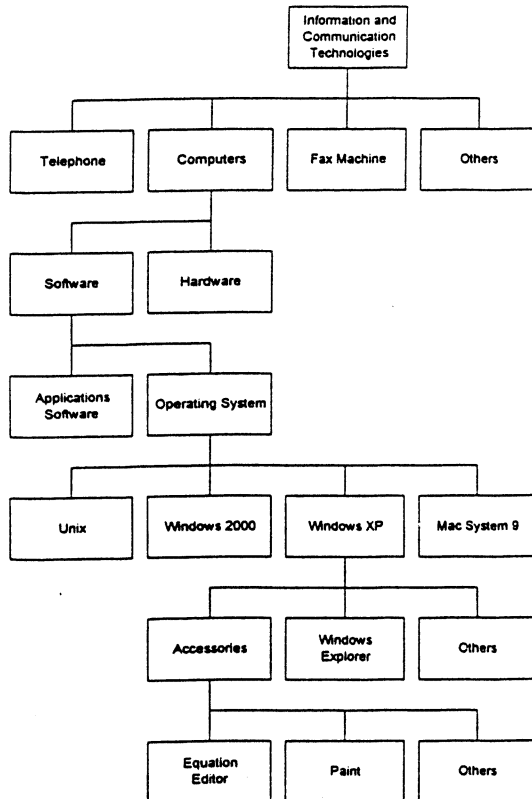 Information and
Communication
Technologies
Telephone
Computers
Fax Machine
Others
Software
Hardware
Applications
Software
Operating System
Unix
Windows 2000
Windows XP
Mac System 9
Accessories
Windows
Explorer
Others
Equation
Editor
Paint
Others